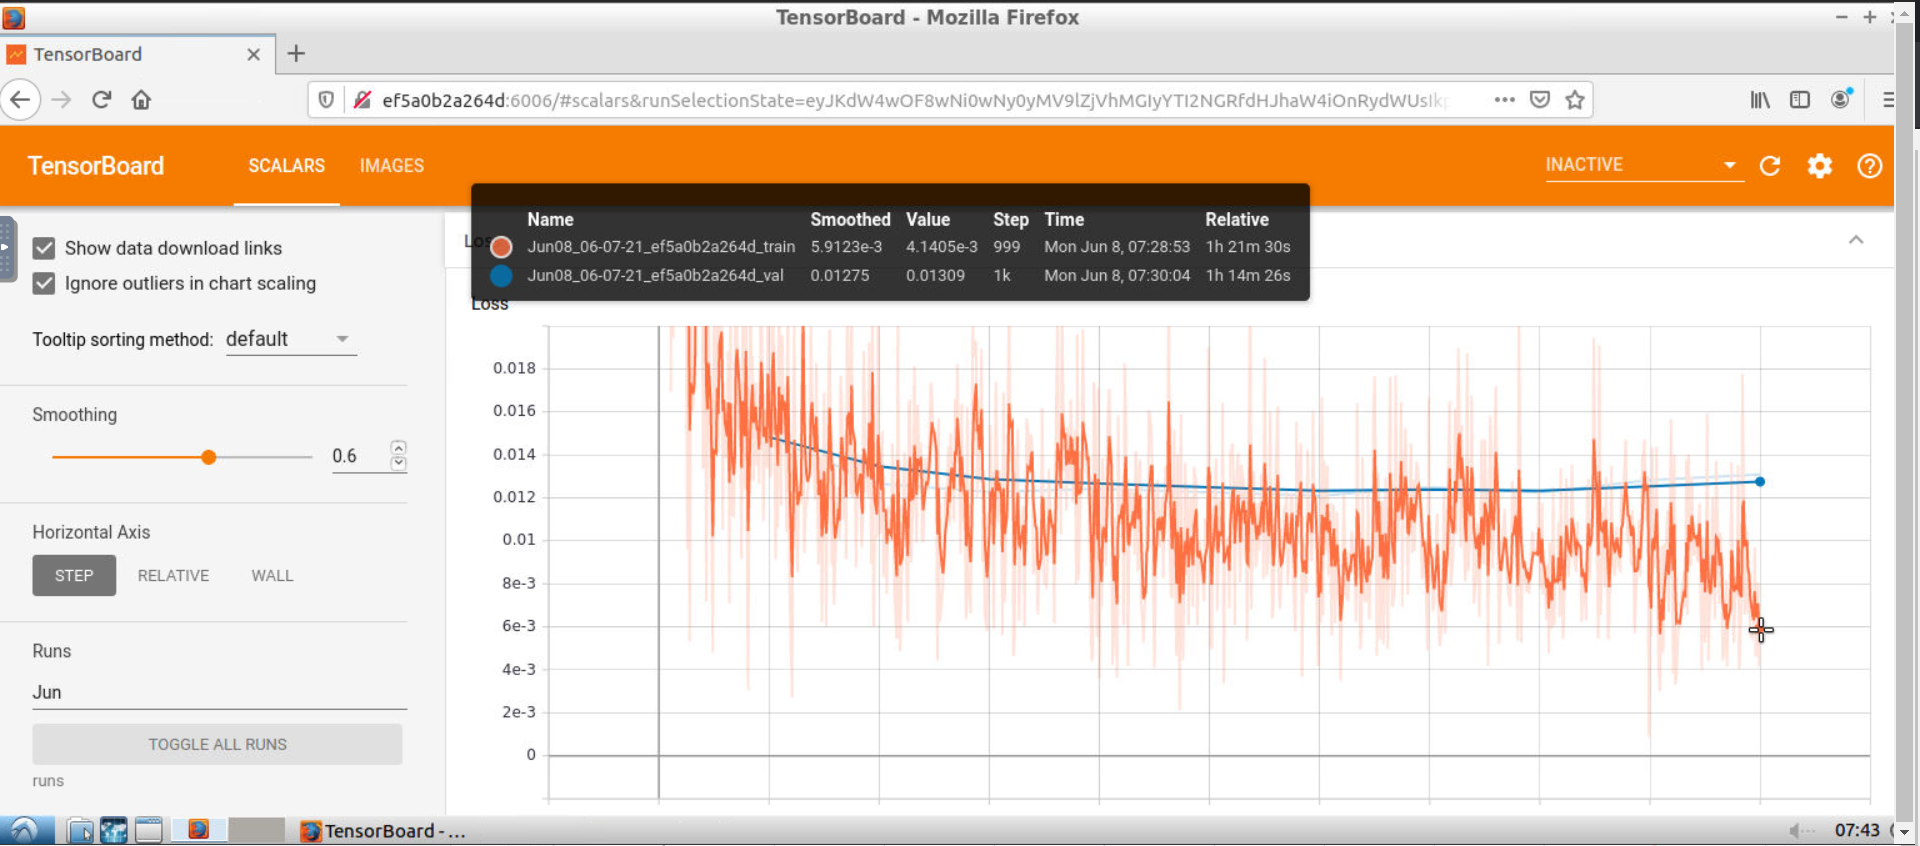 TensorBoard - Mozilla Firefox
TensorBoard
ef5a0b2a264d:6006/#scalars&runSelectionState=eyJKdW4wOF8wNi0wNy0yMV9lZjVhMGIyYTI2NGRfdHJhaW4iOnRydWUsIkp
TensorBoard SCALARS IMAGES INACTIVE
Name Smoothed Value Step Time Relative
Jun08_06-07-21_ef5a0b2a264d_train 5.9123e-3 4.1405e-3 999 Mon Jun 8, 07:28:53 1h 21m 30s
Jun08_06-07-21_ef5a0b2a264d_val 0.01275 0.01309 1k Mon Jun 8, 07:30:04 1h 14m 26s
Loss
Show data download links
Ignore outliers in chart scaling
Tooltip sorting method: default
Smoothing
0.6
Horizontal Axis
STEP RELATIVE WALL
Runs
Jun
TOGGLE ALL RUNS
runs
Loss
0.018
0.016
0.014
0.012
0.01
8e-3
6e-3
4e-3
2e-3
0
TensorBoard - ...
07:43